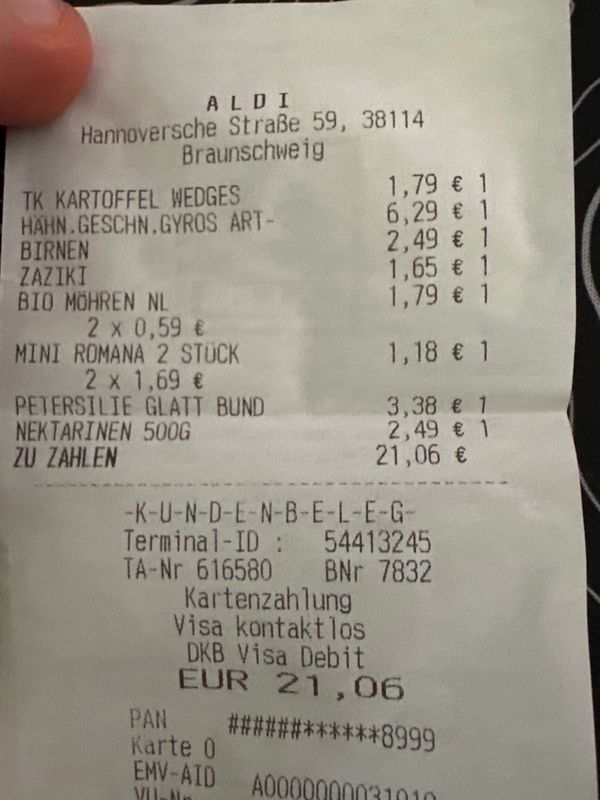 ALDI
Hannoversche Straße 59, 38114
Braunschweig
TK KARTOFFEL WEDGES 1,79 € 1
HÄHN.GESCHN.GYROS ART- 6,29 € 1
BIRNEN 2,49 € 1
ZAZIKI 1,65 € 1
BIO MÖHREN NL 1,79 € 1
2 x 0,59 €
MINI ROMANA 2 STÜCK 1,18 € 1
2 x 1,69 €
PETERSILIE GLATT BUND 3,38 € 1
NEKTARINEN 500G 2,49 € 1
ZU ZAHLEN 21,06 €
-K-U-N-D-E-N-B-E-L-E-G-
Terminal-ID : 54413245
TA-Nr 616580 BNr 7832
Kartenzahlung
Visa kontaktlos
DKB Visa Debit
EUR 21,06
PAN ######******8999
Karte 0
EMV-AID A0000000031010
VU-Nr